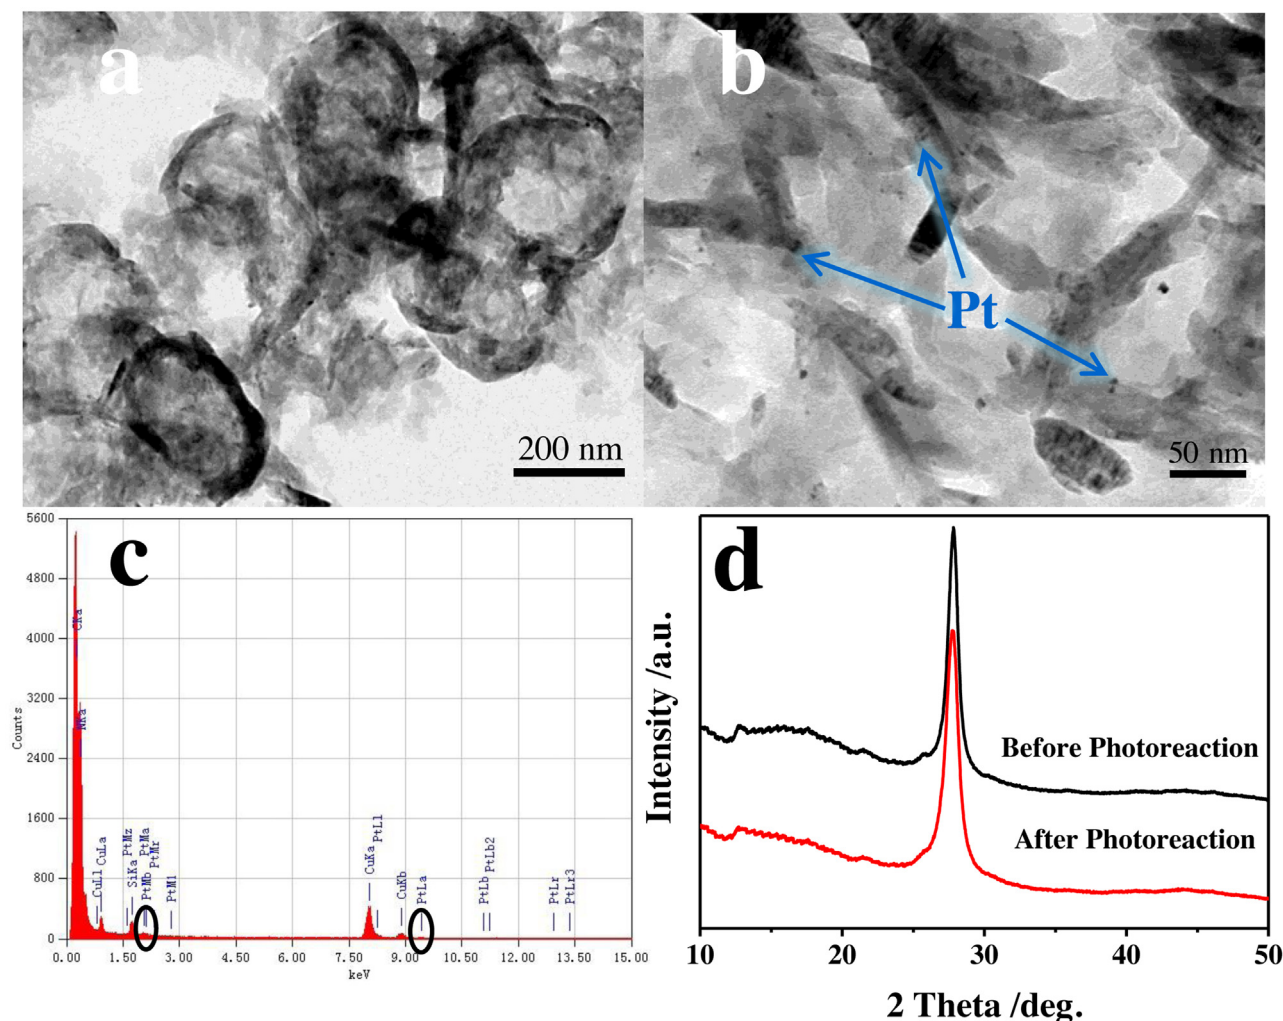 a
200 nm
b
Pt
50 nm
c
5600
4800
4000
3200
2400
1600
800
0
Counts
CKa
NKa
CuLl
CuLa
SiKa
PtMz
PtMb
PtMa
PtMr
PtM1
CuKa
PtLl
CuKb
PtLa
PtLb
PtLb2
PtLr
PtLr3
0.00 1.50 3.00 4.50 6.00 7.50 9.00 10.50 12.00 13.50 15.00
keV
d
Intensity /a.u.
Before Photoreaction
After Photoreaction
10 20 30 40 50
2 Theta /deg.